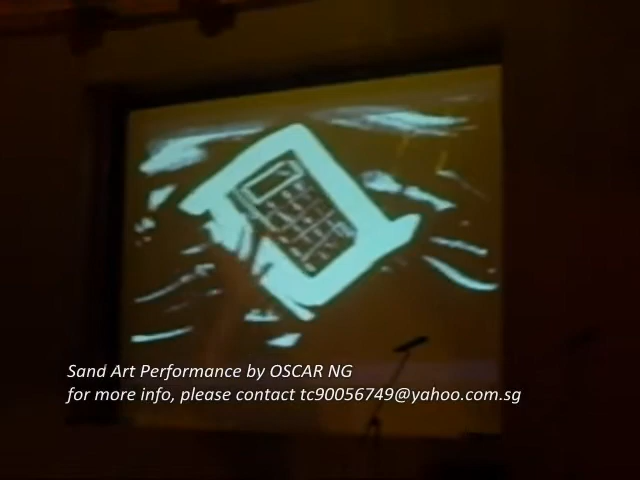 Sand Art Performance by OSCAR NG
for more info, please contact tc90056749@yahoo.com.sg